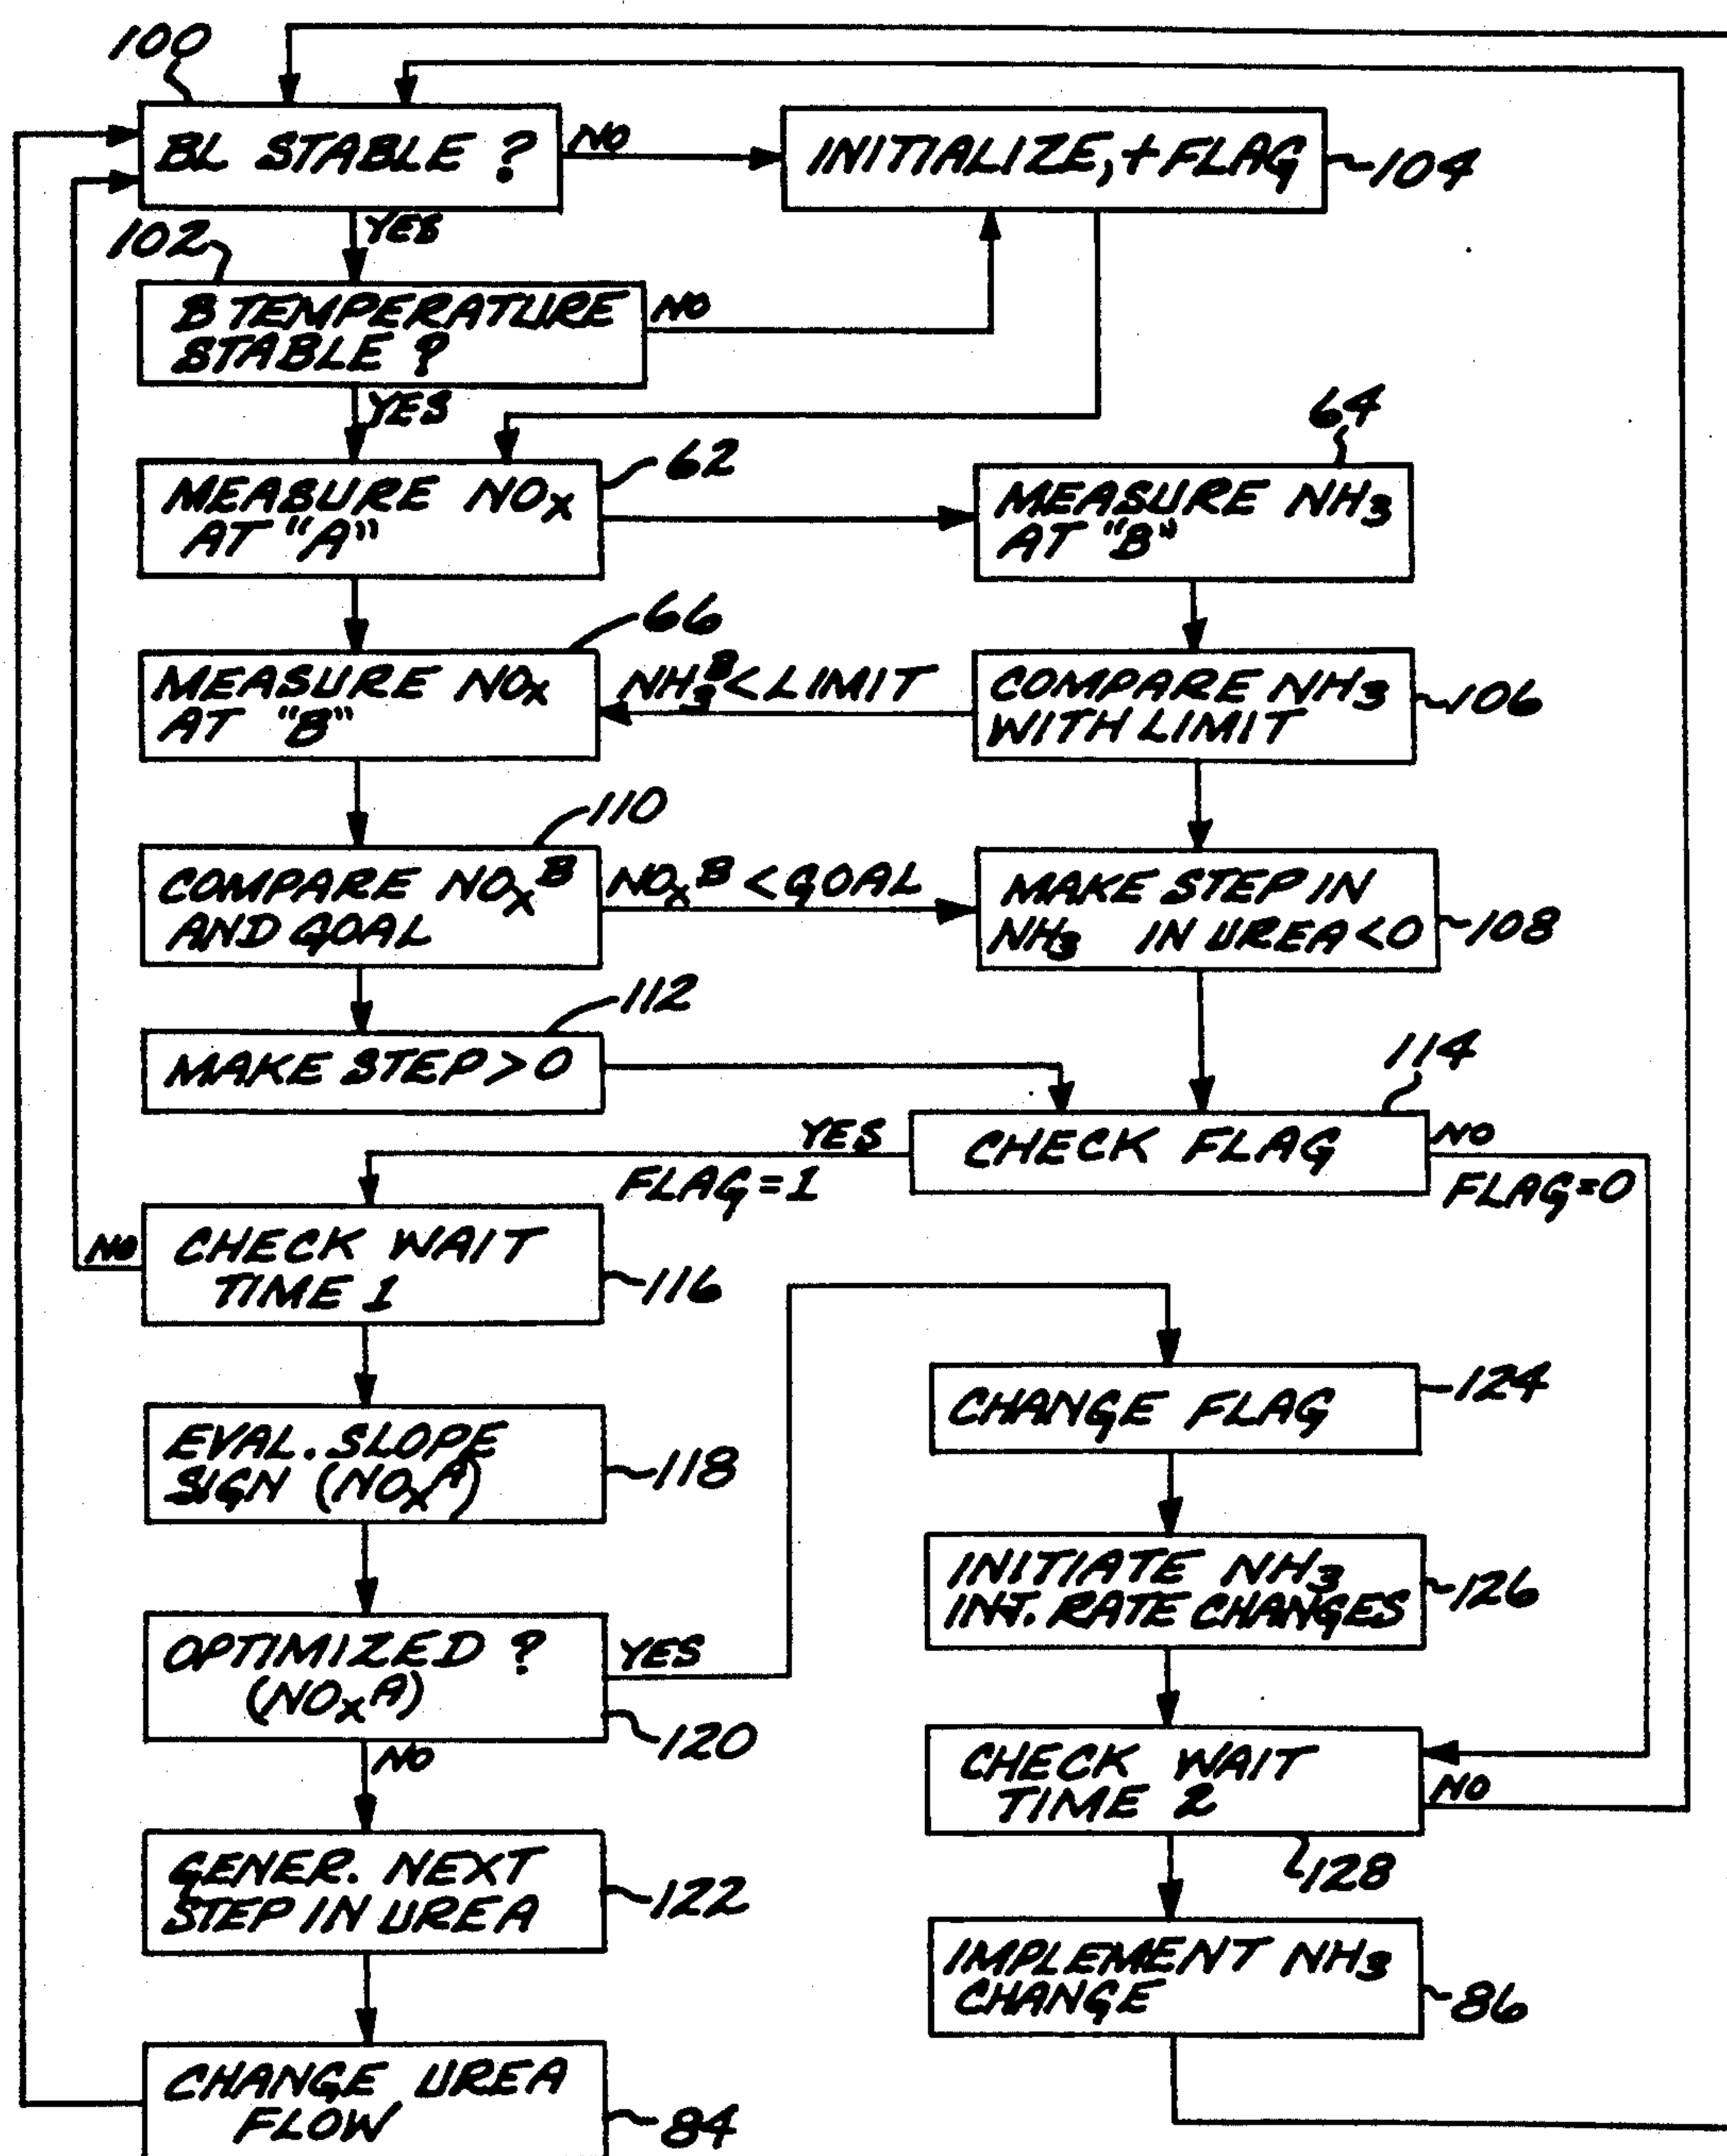 100
BL STABLE ?
NO
INITIALIZE, + FLAG
104
YES
102
B TEMPERATURE
STABLE ?
NO
YES
64
62
MEASURE NOX
AT "A"
MEASURE NH3
AT "B"
66
MEASURE NOX
AT "B"
NH3B < LIMIT
COMPARE NH3
WITH LIMIT
106
110
COMPARE NOXB
AND GOAL
NOXB < GOAL
MAKE STEP IN
NH3 IN UREA < 0
108
112
MAKE STEP > 0
114
YES
FLAG = 1
CHECK FLAG
NO
FLAG = 0
NO
CHECK WAIT
TIME 1
116
CHANGE FLAG
124
EVAL. SLOPE
SIGN (NOXA)
118
INITIATE NH3
INT. RATE CHANGES
126
OPTIMIZED ?
(NOXA)
YES
120
NO
CHECK WAIT
TIME 2
NO
128
GENER. NEXT
STEP IN UREA
122
IMPLEMENT NH3
CHANGE
86
CHANGE UREA
FLOW
84